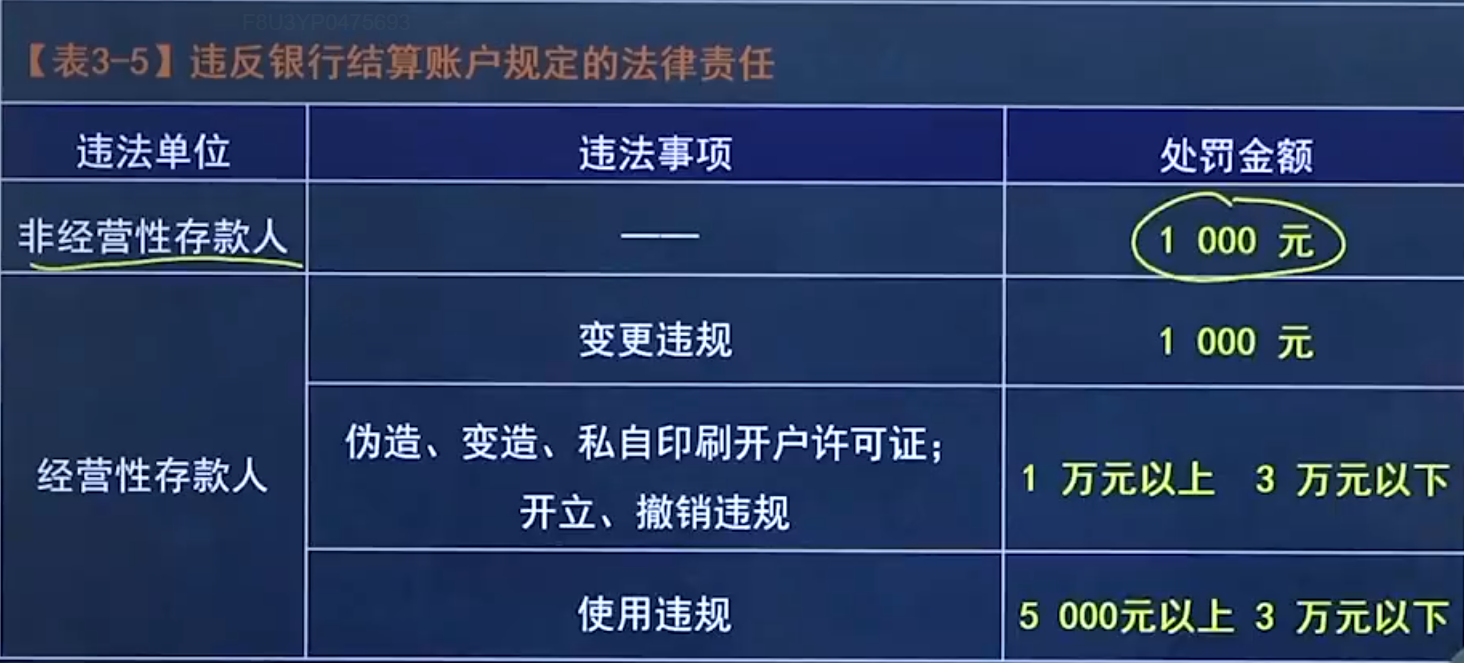 F8U3YP0475693
【表3-5】违反银行结算账户规定的法律责任
违法单位 违法事项 处罚金额
非经营性存款人 —— 1 000 元
经营性存款人 变更违规 1 000 元
伪造、变造、私自印刷开户许可证；
开立、撤销违规 1 万元以上 3 万元以下
使用违规 5 000元以上 3 万元以下